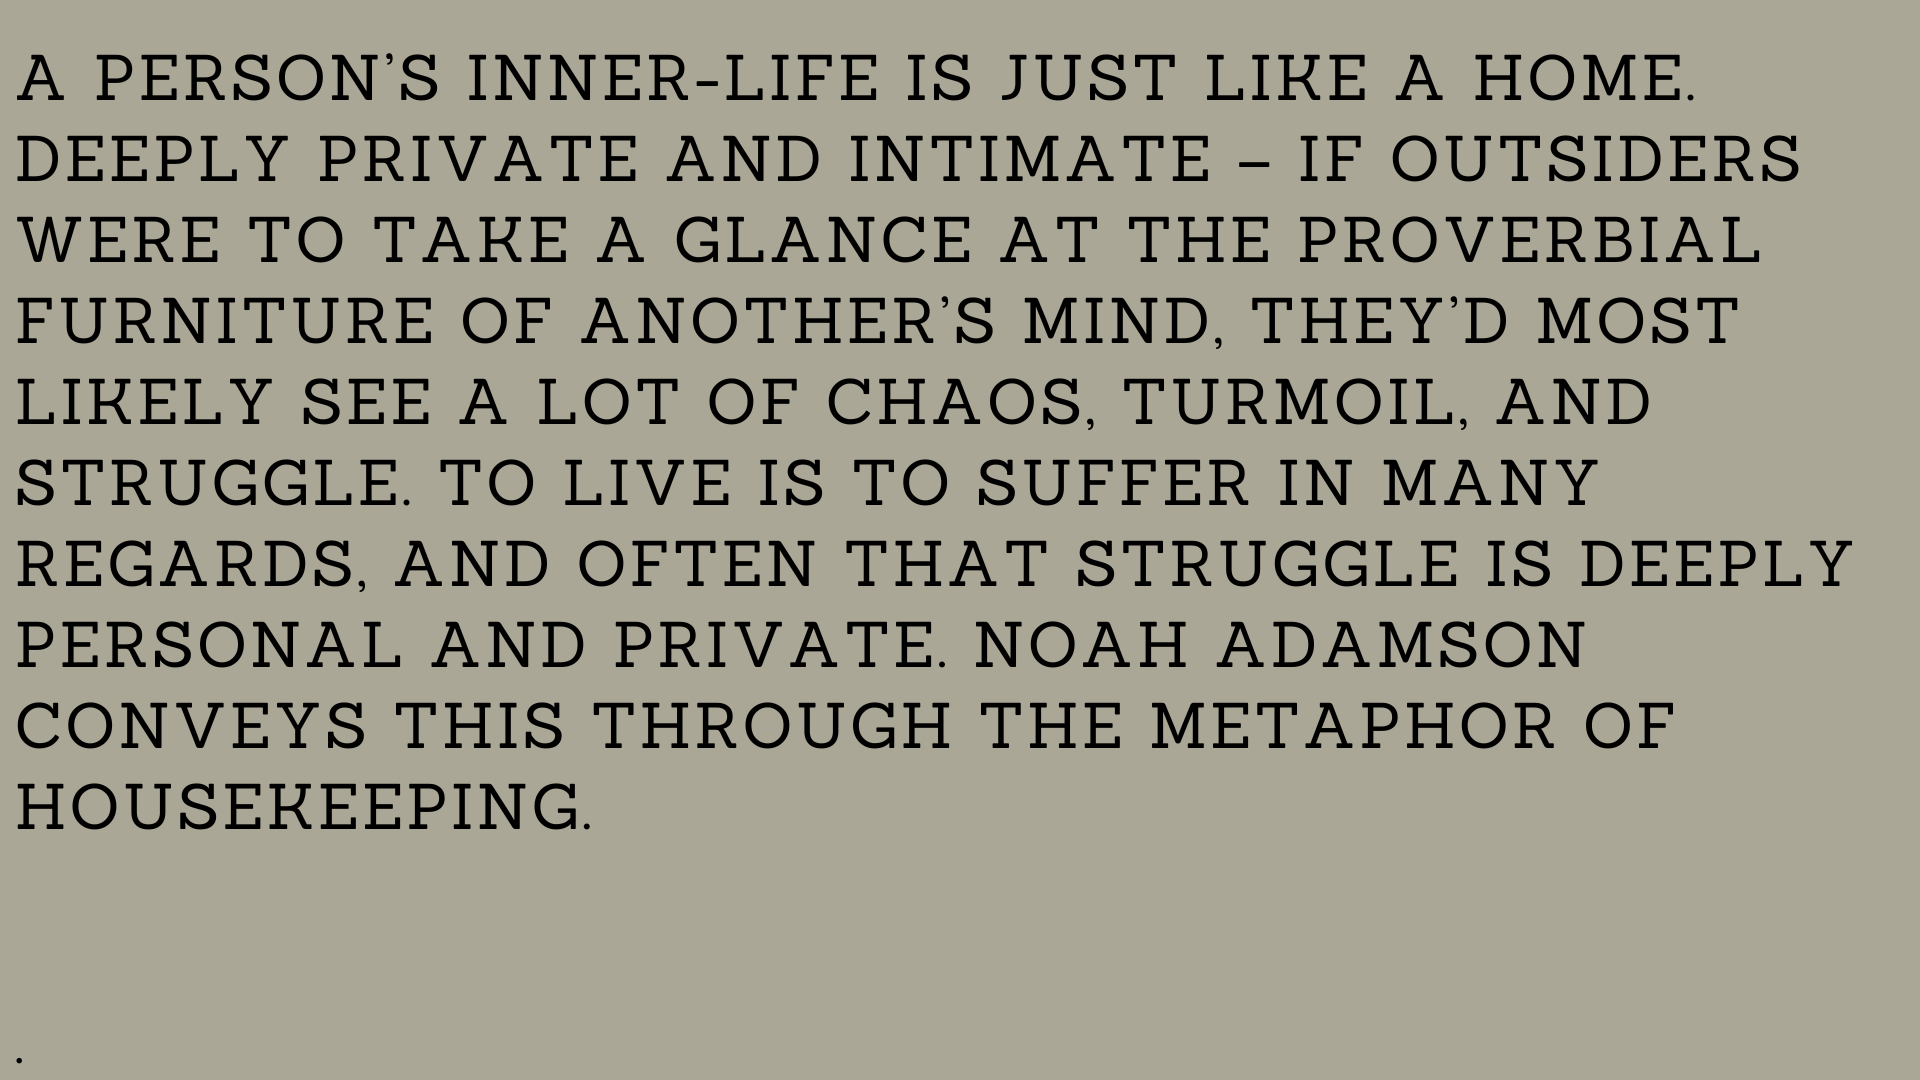 A PERSON’S INNER-LIFE IS JUST LIKE A HOME.
DEEPLY PRIVATE AND INTIMATE – IF OUTSIDERS
WERE TO TAKE A GLANCE AT THE PROVERBIAL
FURNITURE OF ANOTHER’S MIND, THEY’D MOST
LIKELY SEE A LOT OF CHAOS, TURMOIL, AND
STRUGGLE. TO LIVE IS TO SUFFER IN MANY
REGARDS, AND OFTEN THAT STRUGGLE IS DEEPLY
PERSONAL AND PRIVATE. NOAH ADAMSON
CONVEYS THIS THROUGH THE METAPHOR OF
HOUSEKEEPING.
.